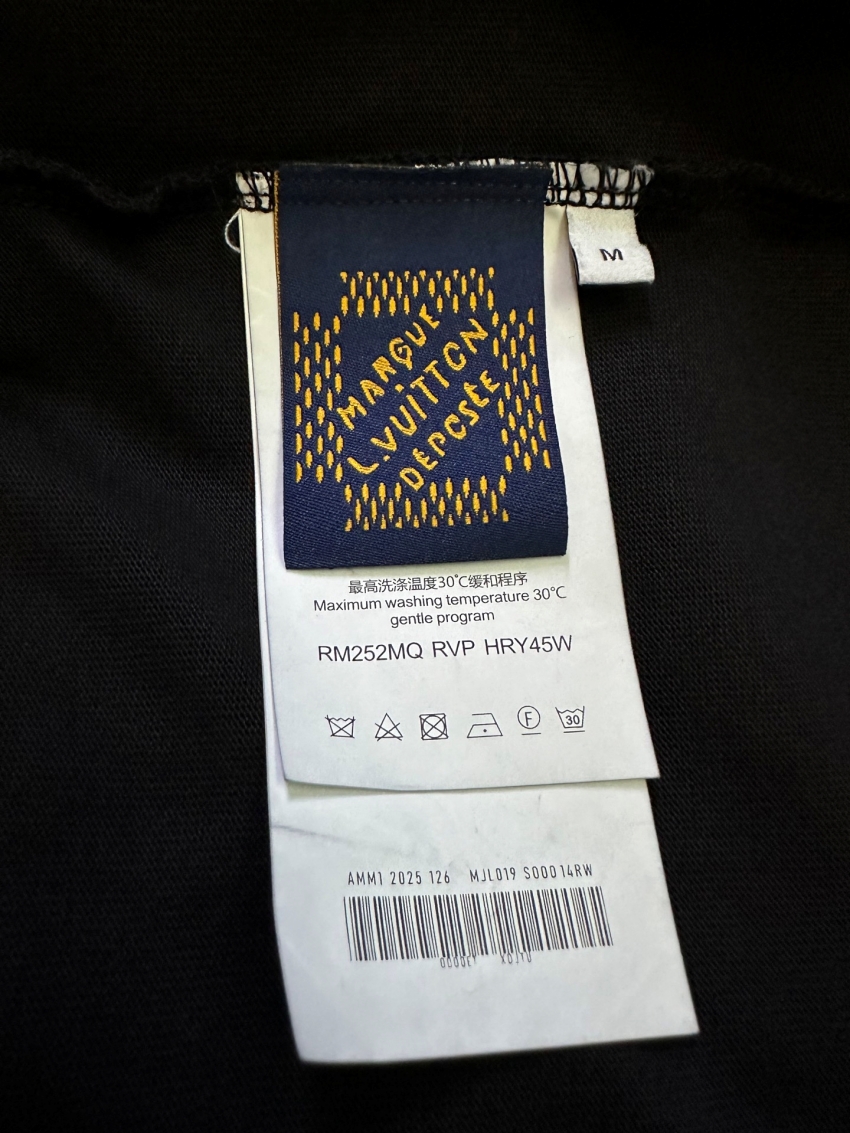 MARQUE
L.VUITTON
DÉPOSÉE
M
最高洗涤温度30℃缓和程序
Maximum washing temperature 30℃
gentle program
RM252MQ RVP HRY45W
F
30
AMM1 2025 126 MJL019 S00014RW